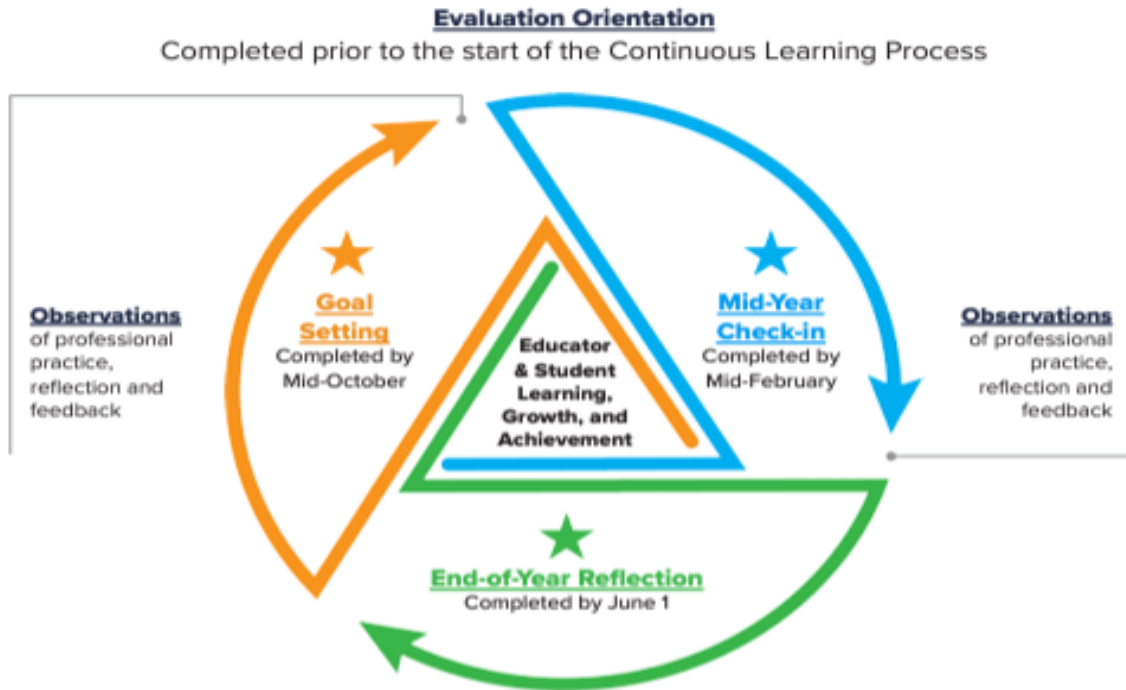 Evaluation Orientation
Completed prior to the start of the Continuous Learning Process
Observations
of professional
practice,
reflection and
feedback
Goal
Setting
Completed by
Mid-October
Educator
& Student
Learning,
Growth, and
Achievement
Mid-Year
Check-in
Completed by
Mid-February
Observations
of professional
practice,
reflection and
feedback
End-of-Year Reflection
Completed by June 1